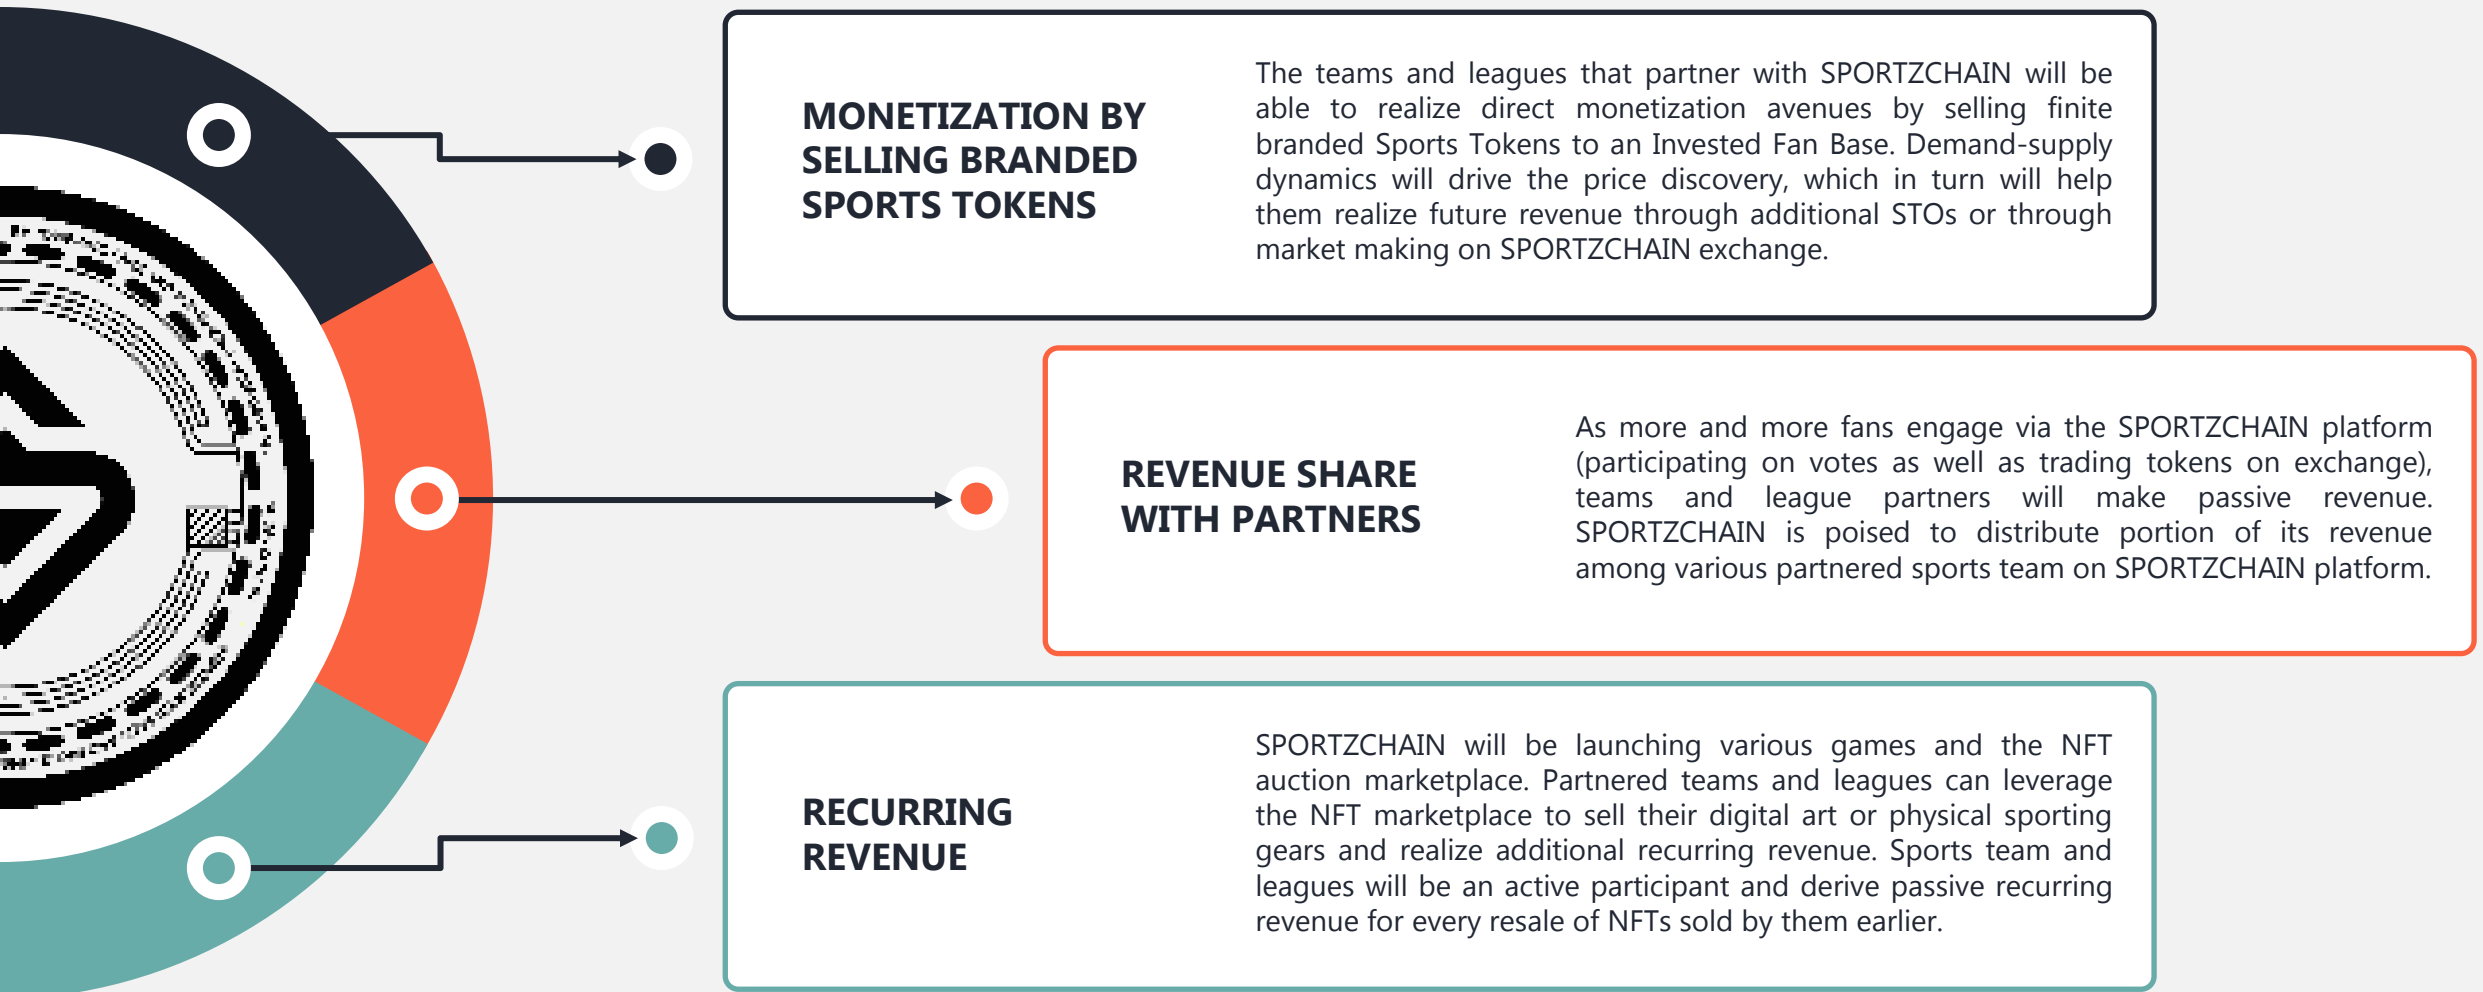 MONETIZATION BY
SELLING BRANDED
SPORTS TOKENS
The teams and leagues that partner with SPORTZCHAIN will be
able to realize direct monetization avenues by selling finite
branded Sports Tokens to an Invested Fan Base. Demand-supply
dynamics will drive the price discovery, which in turn will help
them realize future revenue through additional STOs or through
market making on SPORTZCHAIN exchange.
REVENUE SHARE
WITH PARTNERS
As more and more fans engage via the SPORTZCHAIN platform
(participating on votes as well as trading tokens on exchange),
teams and league partners will make passive revenue.
SPORTZCHAIN is poised to distribute portion of its revenue
among various partnered sports team on SPORTZCHAIN platform.
RECURRING
REVENUE
SPORTZCHAIN will be launching various games and the NFT
auction marketplace. Partnered teams and leagues can leverage
the NFT marketplace to sell their digital art or physical sporting
gears and realize additional recurring revenue. Sports team and
leagues will be an active participant and derive passive recurring
revenue for every resale of NFTs sold by them earlier.